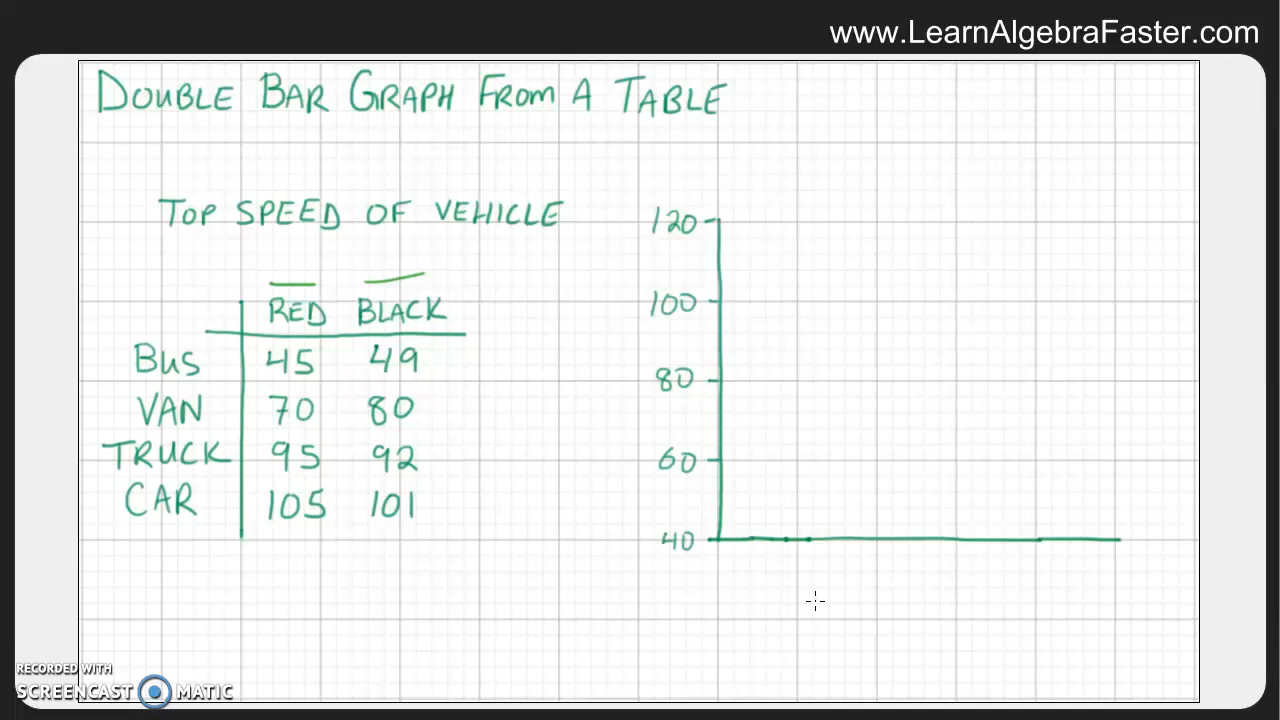 www.LearnAlgebraFaster.com
DOUBLE BAR GRAPH FROM A TABLE
TOP SPEED OF VEHICLE
RED BLACK
BUS 45 49
VAN 70 80
TRUCK 95 92
CAR 105 101
120
100
80
60
40
RECORDED WITH
SCREENCAST MATIC